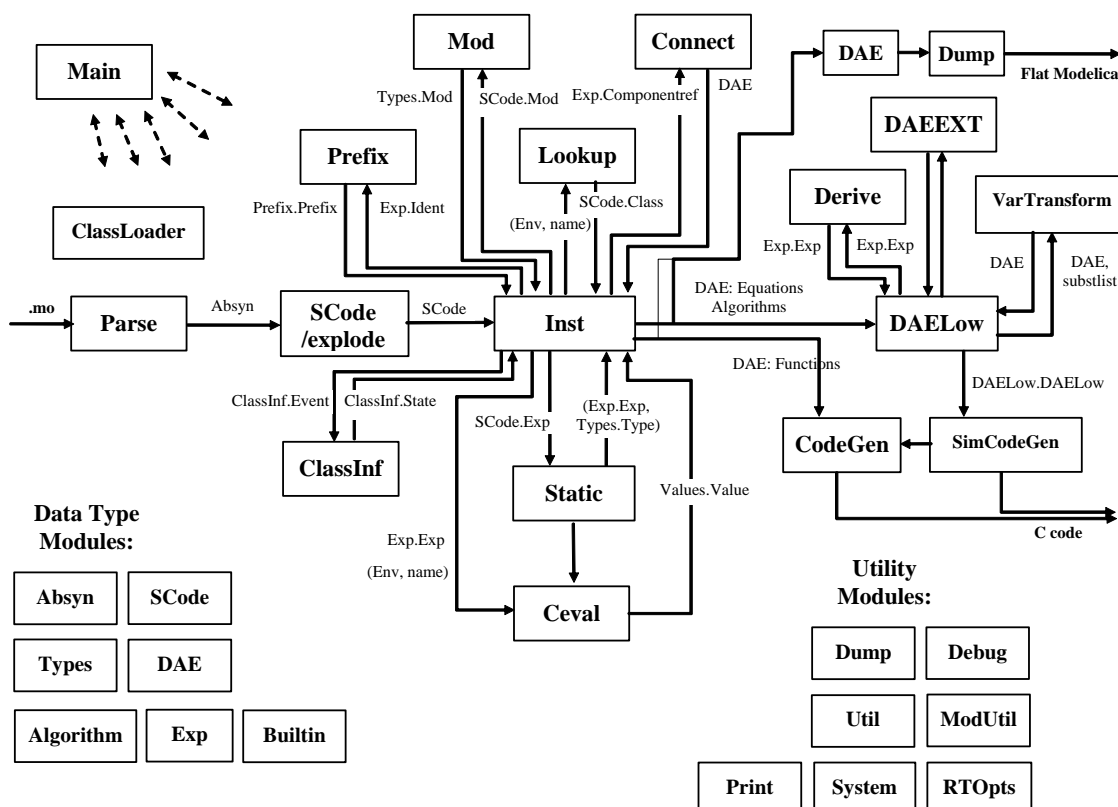 Main
Mod
Connect
DAE
Dump
Flat Modelica
Types.Mod
SCode.Mod
Exp.Componentref
DAE
DAEEXT
Prefix
Lookup
Prefix.Prefix
Exp.Ident
(Env, name)
SCode.Class
Derive
VarTransform
Exp.Exp
Exp.Exp
DAE
DAE,
substlist
ClassLoader
.mo
Parse
Absyn
SCode
/explode
SCode
Inst
DAE: Equations
Algorithms
DAELow
DAE: Functions
DAELow.DAELow
ClassInf.Event
ClassInf.State
SCode.Exp
(Exp.Exp,
Types.Type)
ClassInf
Static
Values.Value
CodeGen
SimCodeGen
C code
Exp.Exp
(Env, name)
Ceval
Data Type
Modules:
Absyn
SCode
Types
DAE
Algorithm
Exp
Builtin
Utility
Modules:
Dump
Debug
Util
ModUtil
Print
System
RTOpts